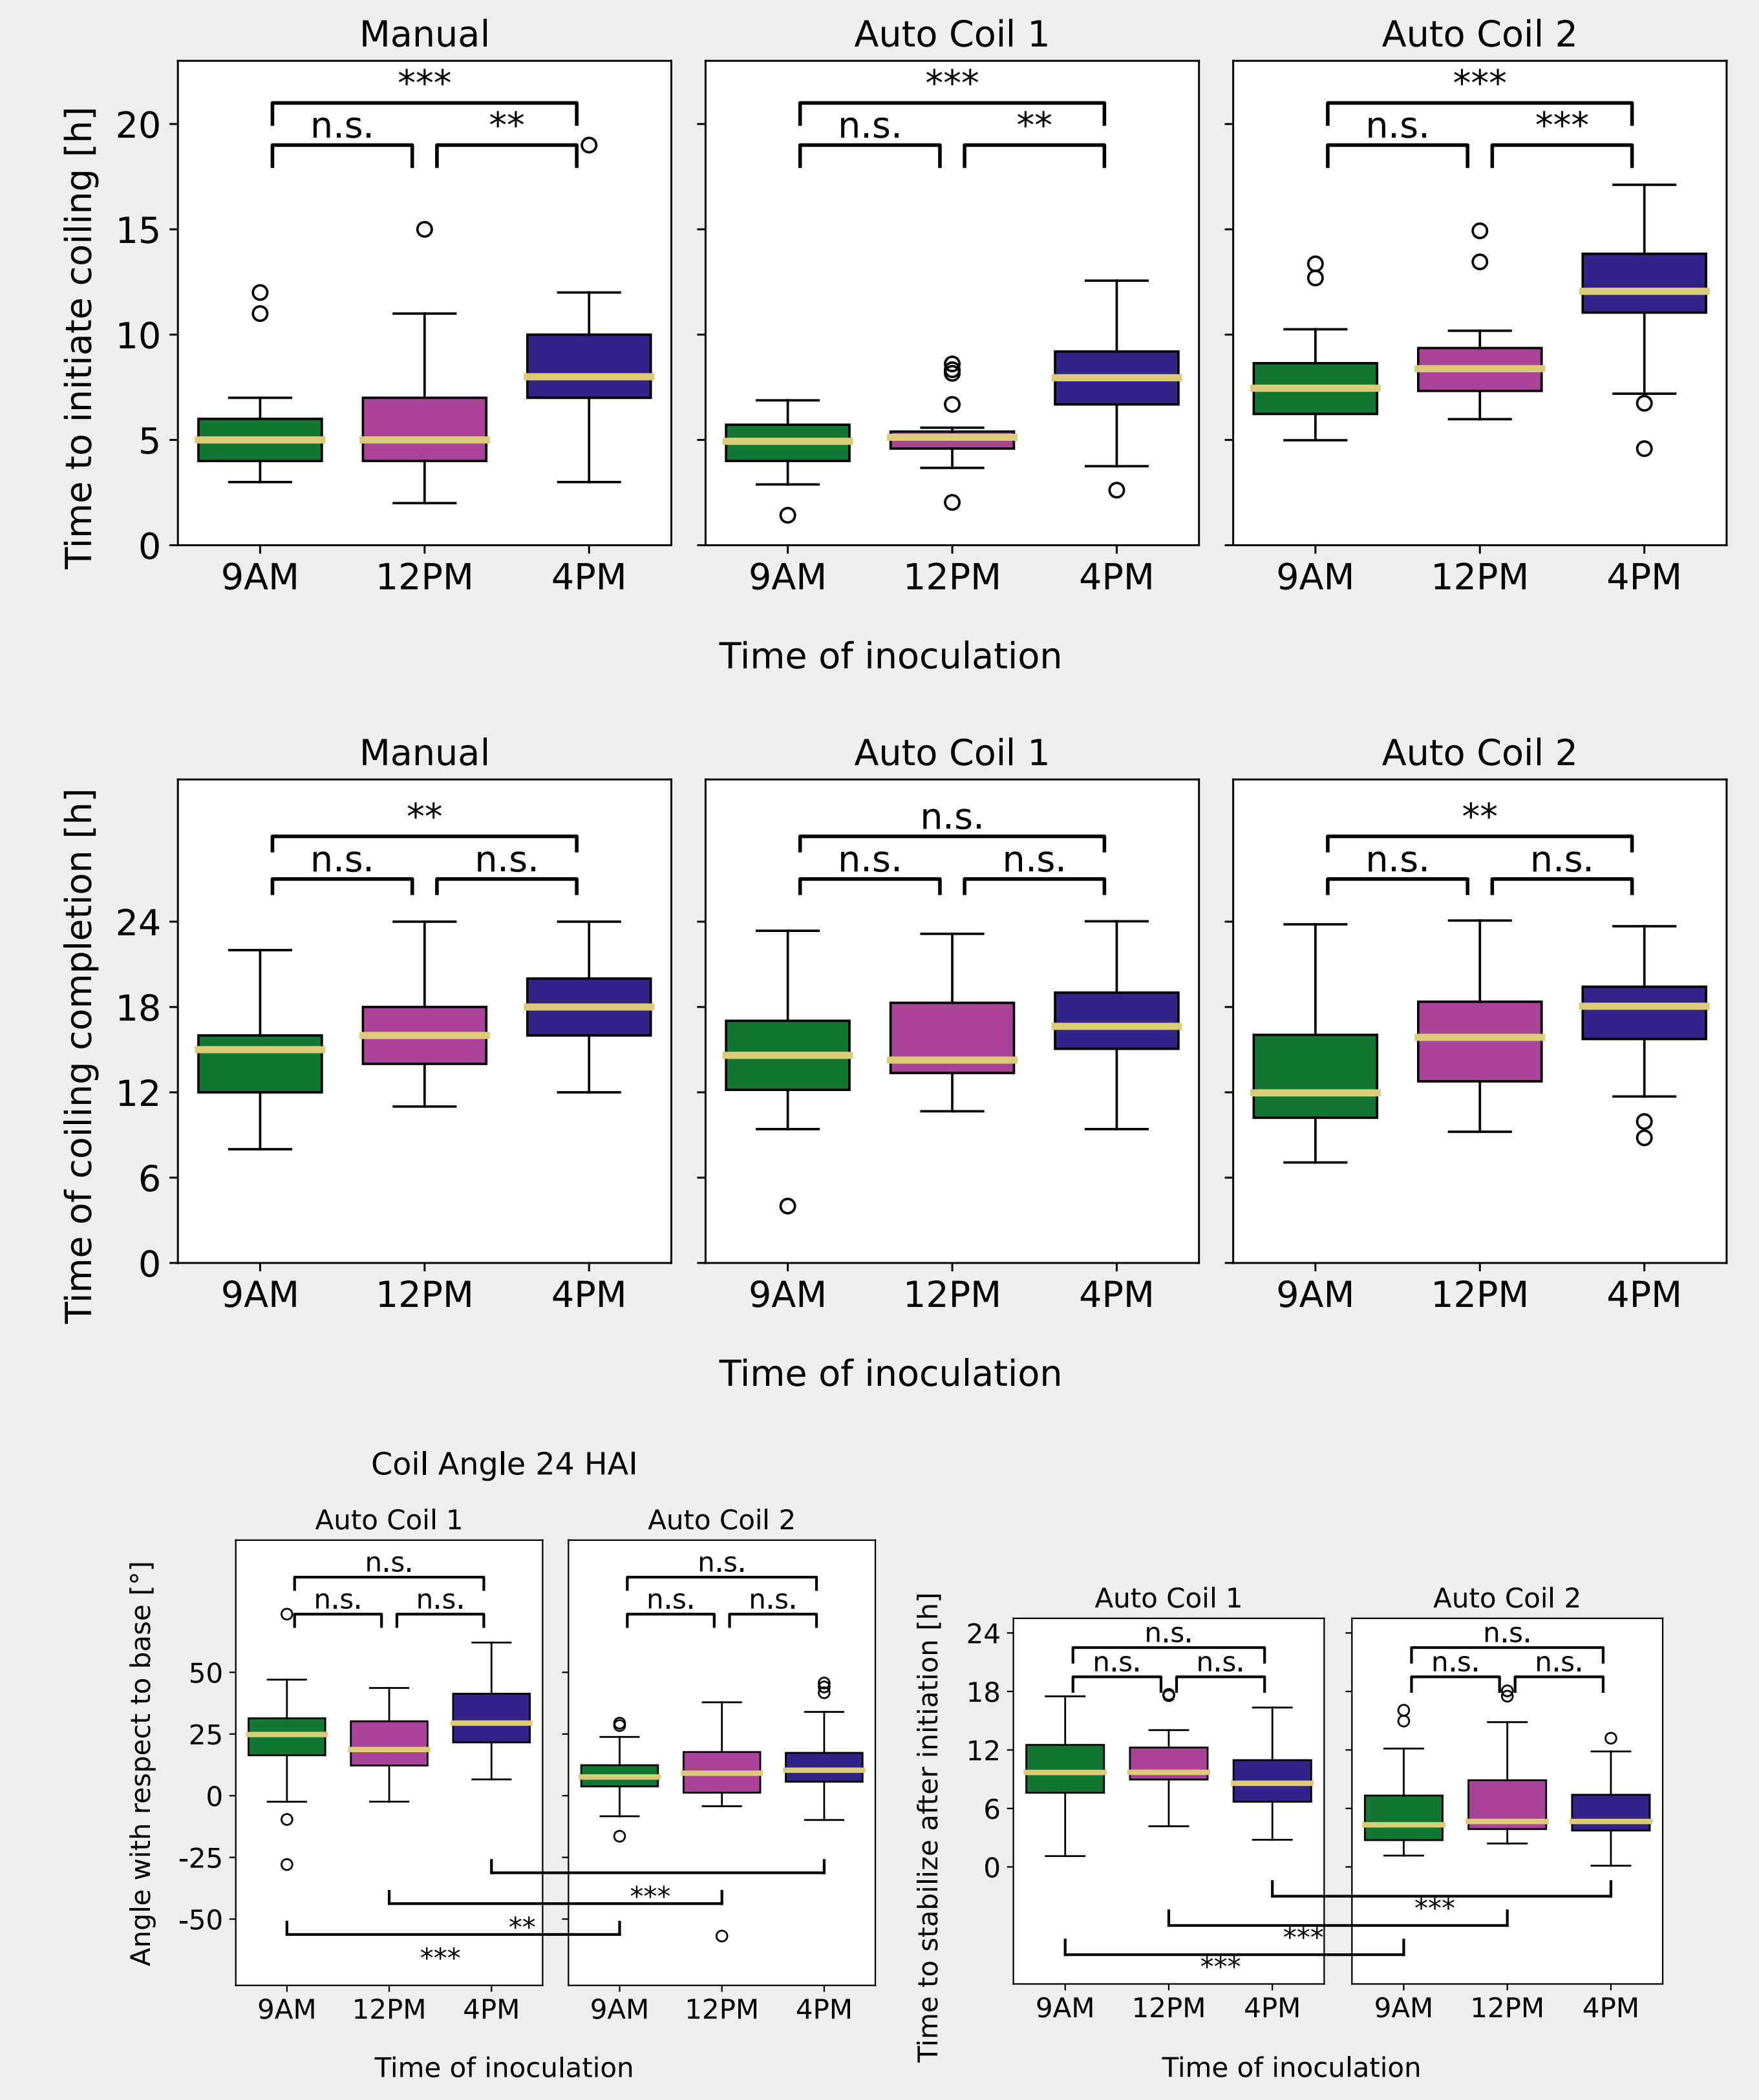 Manual
Auto Coil 1
Auto Coil 2
Time to initiate coiling [h]
20
15
10
5
0
***
n.s.
**
***
n.s.
**
***
n.s.
***
9AM
12PM
4PM
9AM
12PM
4PM
9AM
12PM
4PM
Time of inoculation
Manual
Auto Coil 1
Auto Coil 2
Time of coiling completion [h]
24
18
12
6
0
**
n.s.
n.s.
n.s.
n.s.
n.s.
**
n.s.
n.s.
9AM
12PM
4PM
9AM
12PM
4PM
9AM
12PM
4PM
Time of inoculation
Coil Angle 24 HAI
Auto Coil 1
Auto Coil 2
Angle with respect to base [°]
50
25
0
-25
-50
n.s.
n.s.
n.s.
n.s.
n.s.
n.s.
***
**
***
9AM
12PM
4PM
9AM
12PM
4PM
Time of inoculation
Auto Coil 1
Auto Coil 2
Time to stabilize after initiation [h]
24
18
12
6
0
n.s.
n.s.
n.s.
n.s.
n.s.
n.s.
***
***
***
9AM
12PM
4PM
9AM
12PM
4PM
Time of inoculation